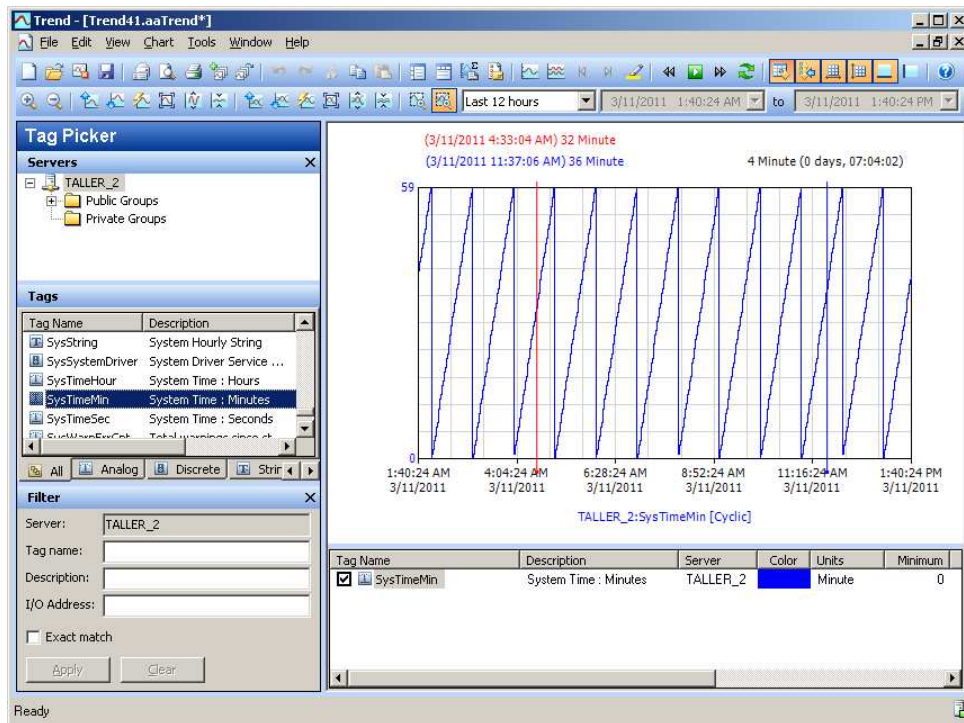 Trend - [Trend41.aaTrend*]
File Edit View Chart Tools Window Help
Last 12 hours 3/11/2011 1:40:24 AM to 3/11/2011 1:40:24 PM
Tag Picker
Servers
TALLER_2
Public Groups
Private Groups
Tags
Tag Name Description
SysString System Hourly String
SysSystemDriver System Driver Service ...
SysTimeHour System Time : Hours
SysTimeMin System Time : Minutes
SysTimeSec System Time : Seconds
All Analog Discrete Strir
Filter
Server: TALLER_2
Tag name:
Description:
I/O Address:
Exact match
Apply Clear
(3/11/2011 4:33:04 AM) 32 Minute
(3/11/2011 11:37:06 AM) 36 Minute 4 Minute (0 days, 07:04:02)
59
0
1:40:24 AM 4:04:24 AM 6:28:24 AM 8:52:24 AM 11:16:24 AM 1:40:24 PM
3/11/2011 3/11/2011 3/11/2011 3/11/2011 3/11/2011 3/11/2011
TALLER_2:SysTimeMin [Cyclic]
Tag Name Description Server Color Units Minimum
SysTimeMin System Time : Minutes TALLER_2 Minute 0
Ready